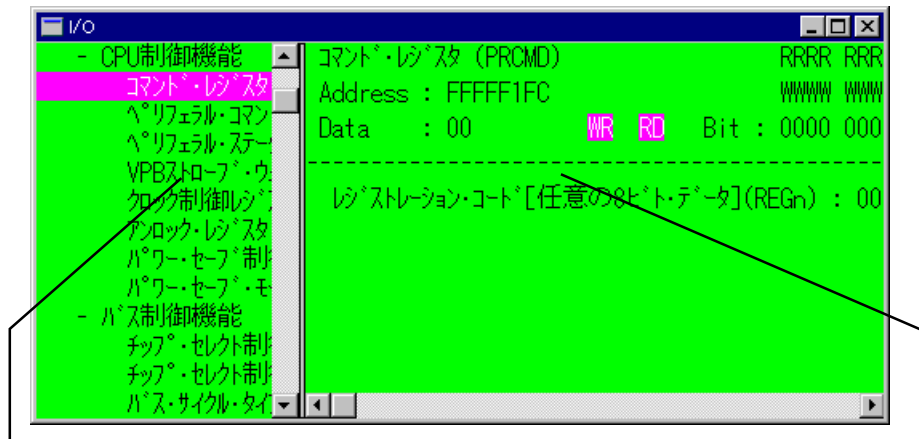 I/O
- CPU制御機能
ｺﾏﾝﾄﾞ･ﾚｼﾞｽﾀ
ﾍﾟﾘﾌｪﾗﾙ･ｺﾏﾝ
ﾍﾟﾘﾌｪﾗﾙ･ｽﾃｰ
VPBｽﾄﾛｰﾌﾞ･ｳ
ｸﾛｯｸ制御ﾚｼﾞ
ｱﾝﾛｯｸ･ﾚｼﾞｽﾀ
ﾊﾟﾜｰ･ｾｰﾌﾞ制
ﾊﾟﾜｰ･ｾｰﾌﾞ･ﾓ
- ﾊﾞｽ制御機能
ﾁｯﾌﾟ･ｾﾚｸﾄ制
ﾁｯﾌﾟ･ｾﾚｸﾄ制
ﾊﾞｽ･ｻｲｸﾙ･ﾀｲ
ｺﾏﾝﾄﾞ･ﾚｼﾞｽﾀ (PRCMD) RRRR RRR
Address : FFFFF1FC WWWW WWW
Data : 00 WR RD Bit : 0000 000
--------------------------------------------------
ﾚｼﾞｽﾄﾚｰｼｮﾝ･ｺｰﾄﾞ[任意の8ﾋﾞｯﾄ･ﾃﾞｰﾀ](REGn) : 00